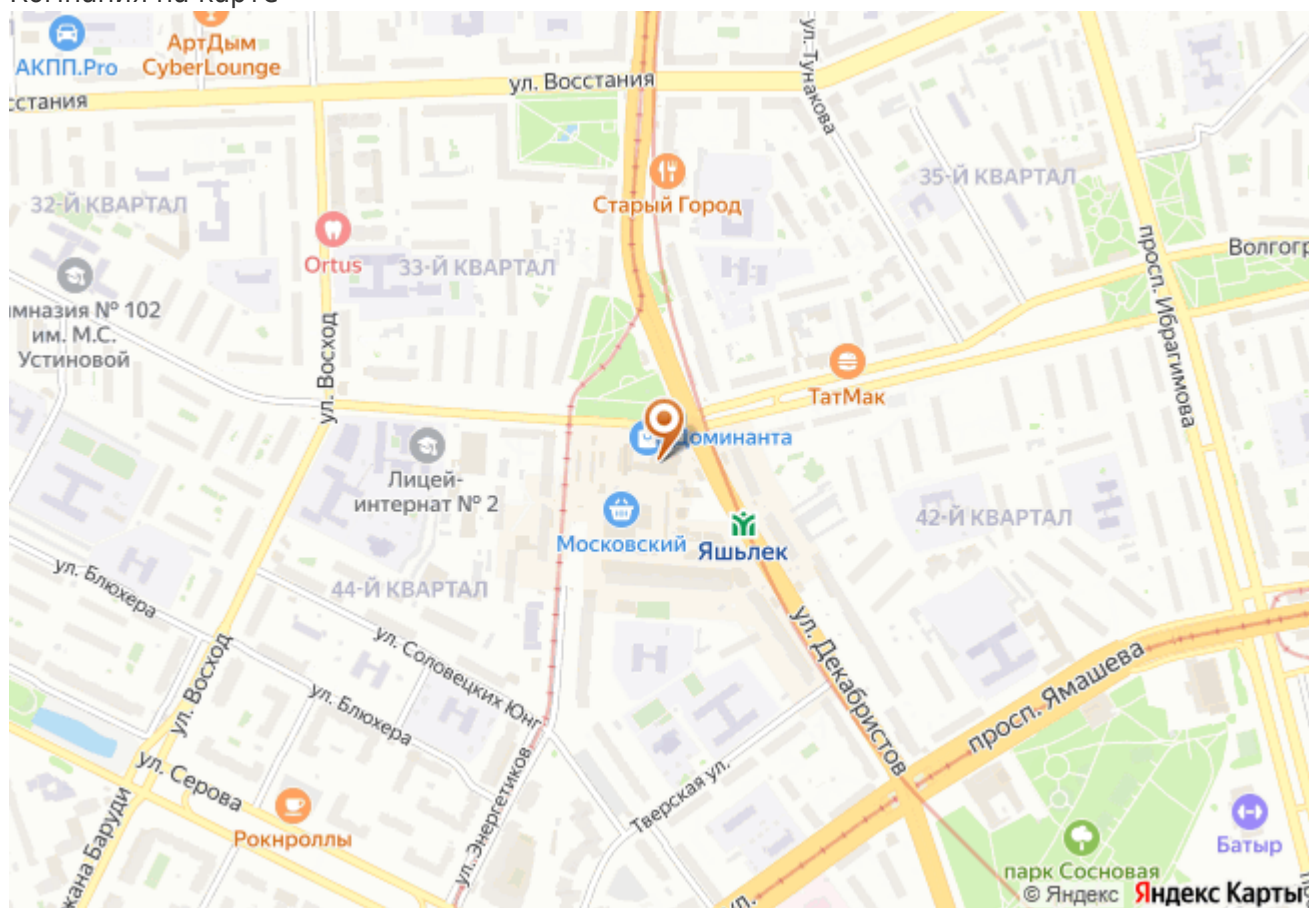 АртДым
CyberLounge
АКПП.Pro
ул. Восстания
ул. Тунакова
Старый Город
35-Й КВАРТАЛ
32-Й КВАРТАЛ
Ortus
33-Й КВАРТАЛ
просп. Ибрагимова
№ 102
им. М.С.
Устиновой
ул. Восход
ТатМак
Доминанта
Лицей-
интернат № 2
Московский
Яшьлек
42-Й КВАРТАЛ
ул. Блюхера
44-Й КВАРТАЛ
ул. Соловецких Юнг
ул. Декабристов
ул. Восход
ул. Блюхера
просп. Ямашева
ул. Серова
Тверская ул.
ул. Энергетиков
Рокнроллы
Батыр
парк Сосновая
© Яндекс Яндекс Карты